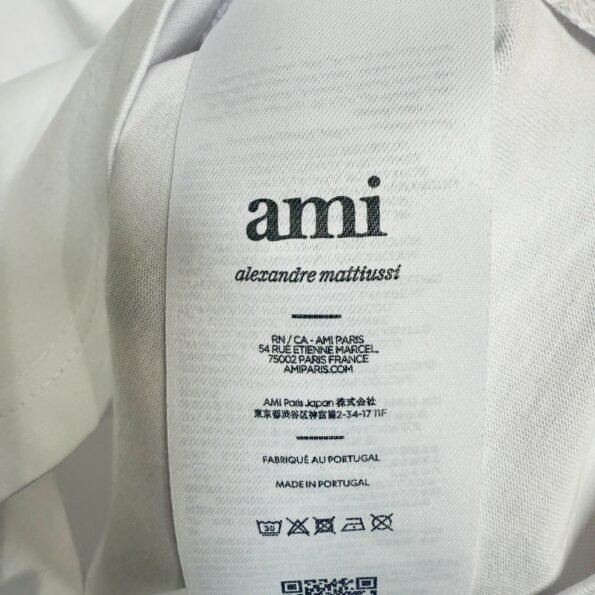 ami
alexandre mattiussi
RN / CA - AMI PARIS
54 RUE ETIENNE MARCEL,
75002 PARIS FRANCE
AMIPARIS.COM
AMI Paris Japan 株式会社
東京都渋谷区神宮前2-34-17 11F
FABRIQUÉ AU PORTUGAL
MADE IN PORTUGAL
30